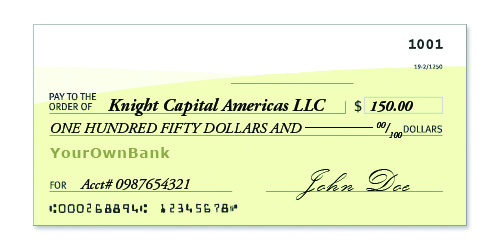 1001
19-2/1250
PAY TO THE
ORDER OF Knight Capital Americas LLC $ 150.00
ONE HUNDRED FIFTY DOLLARS AND 00/100 DOLLARS
YourOwnBank
FOR Acct# 0987654321
John Doe
⑆000268894⑆ 12345678⑈